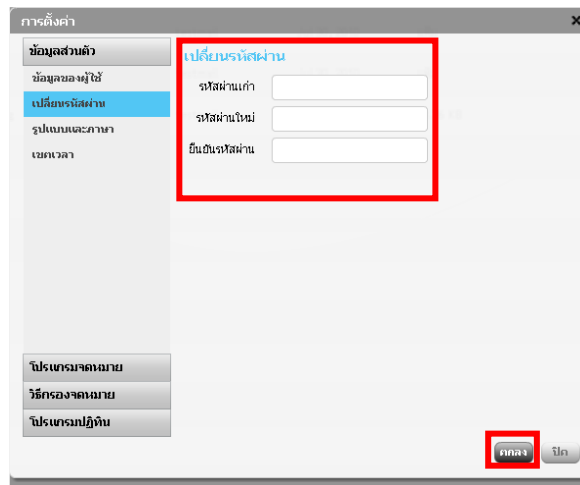 การตั้งค่า
ข้อมูลส่วนตัว
ข้อมูลของผู้ใช้
เปลี่ยนรหัสผ่าน
รูปแบบและภาษา
เขตเวลา
เปลี่ยนรหัสผ่าน
รหัสผ่านเก่า
รหัสผ่านใหม่
ยืนยันรหัสผ่าน
โปรแกรมจดหมาย
วิธีกรองจดหมาย
โปรแกรมปฏิทิน
ตกลง
ปิด